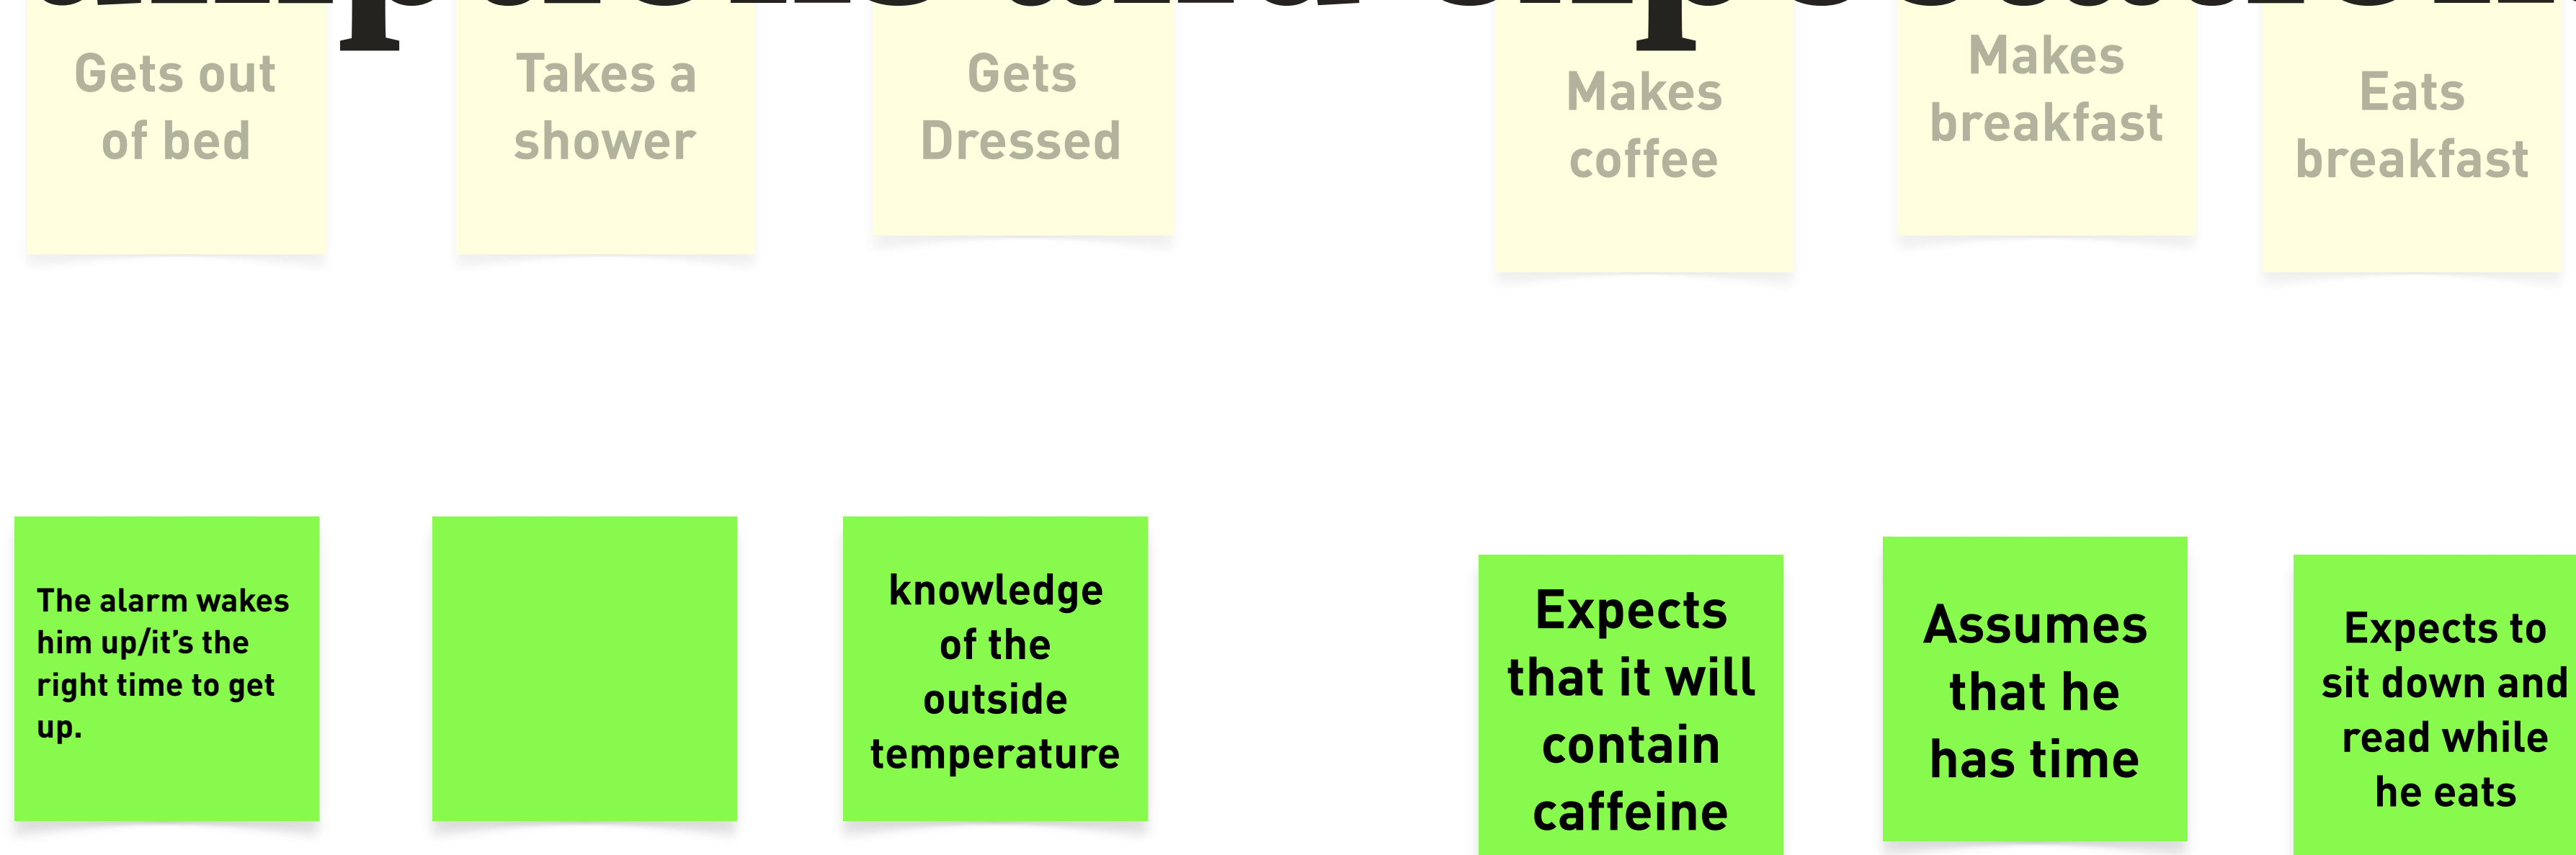 Gets out
of bed
Takes a
shower
Gets
Dressed
Makes
coffee
Makes
breakfast
Eats
breakfast
The alarm wakes
him up/it's the
right time to get
up.
knowledge
of the
outside
temperature
Expects
that it will
contain
caffeine
Assumes
that he
has time
Expects to
sit down and
read while
he eats